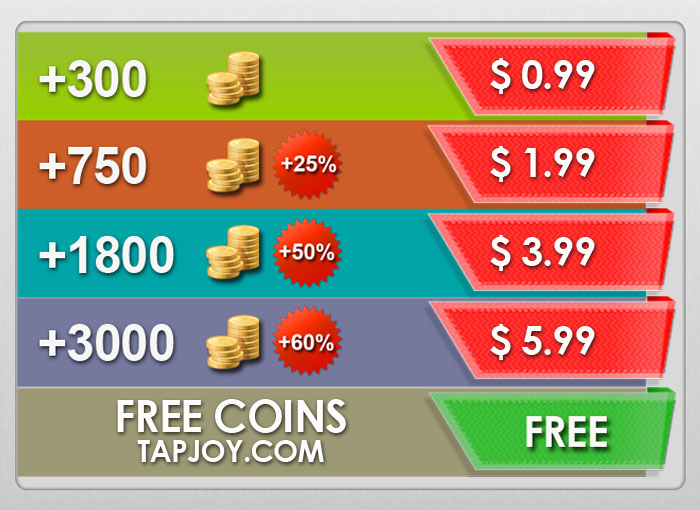 +300 $ 0.99
+750 +25% $ 1.99
+1800 +50% $ 3.99
+3000 +60% $ 5.99
FREE COINS
TAPJOY.COM
FREE